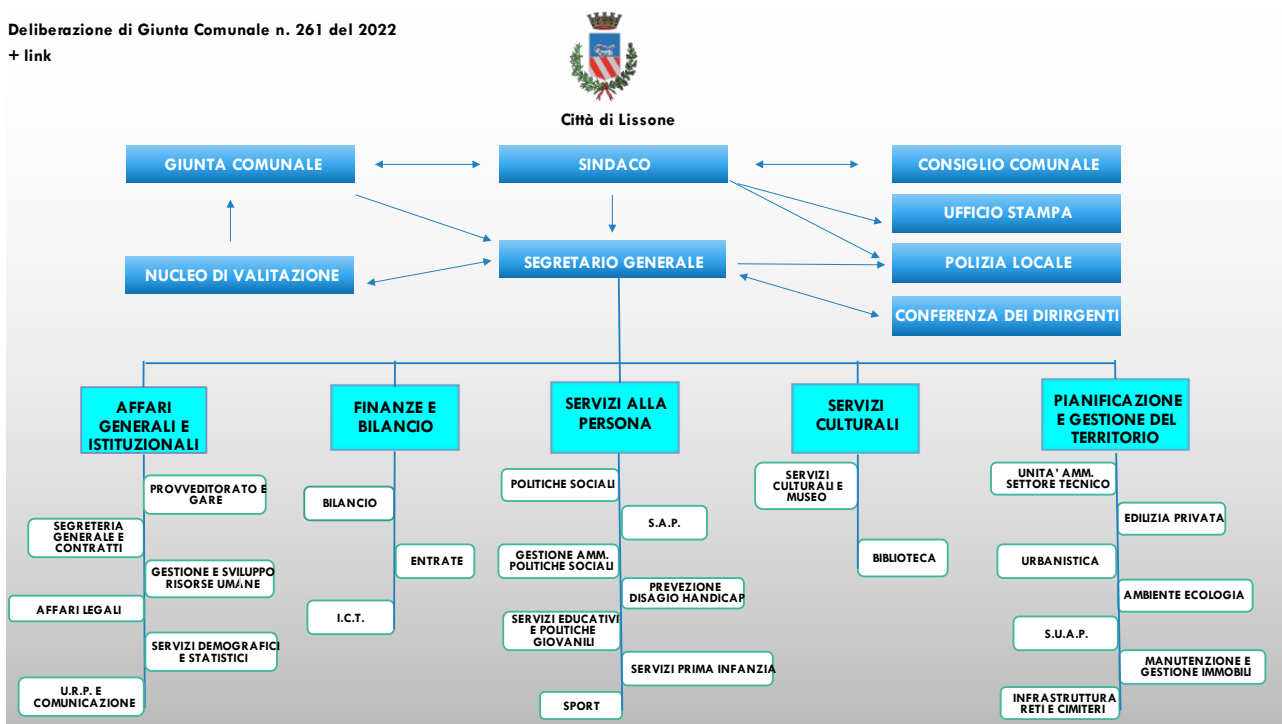 Deliberazione di Giunta Comunale n. 261 del 2022
+ link
Città di Lissone
GIUNTA COMUNALE
SINDACO
CONSIGLIO COMUNALE
UFFICIO STAMPA
NUCLEO DI VALITAZIONE
SEGRETARIO GENERALE
POLIZIA LOCALE
CONFERENZA DEI DIRIRGENTI
AFFARI
GENERALI E
ISTITUZIONALI
PROVVEDITORATO E
GARE
SEGRETERIA
GENERALE E
CONTRATTI
GESTIONE E SVILUPPO
RISORSE UMANE
AFFARI LEGALI
SERVIZI DEMOGRAFICI
E STATISTICI
U.R.P. E
COMUNICAZIONE
FINANZE E
BILANCIO
BILANCIO
ENTRATE
I.C.T.
SERVIZI ALLA
PERSONA
POLITICHE SOCIALI
S.A.P.
GESTIONE AMM.
POLITICHE SOCIALI
PREVEZIONE
DISAGIO HANDICAP
SERVIZI EDUCATIVI
E POLITICHE
GIOVANILI
SERVIZI PRIMA INFANZIA
SPORT
SERVIZI
CULTURALI
SERVIZI
CULTURALI E
MUSEO
BIBLIOTECA
PIANIFICAZIONE
E GESTIONE DEL
TERRITORIO
UNITA' AMM.
SETTORE TECNICO
EDILIZIA PRIVATA
URBANISTICA
AMBIENTE ECOLOGIA
S.U.A.P.
MANUTENZIONE E
GESTIONE IMMOBILI
INFRASTRUTTURA
RETI E CIMITERI